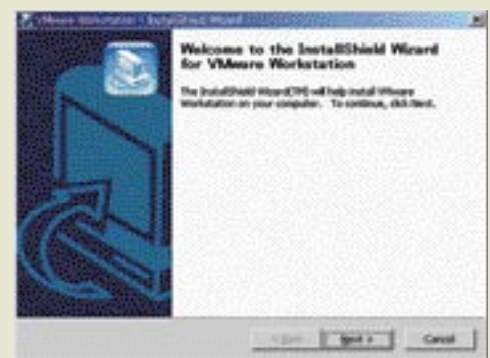 VMware Workstation - InstallShield Wizard
Welcome to the InstallShield Wizard
for VMware Workstation
The InstallShield Wizard(TM) will help install VMware
Workstation on your computer. To continue, click Next.
< Back
Next >
Cancel